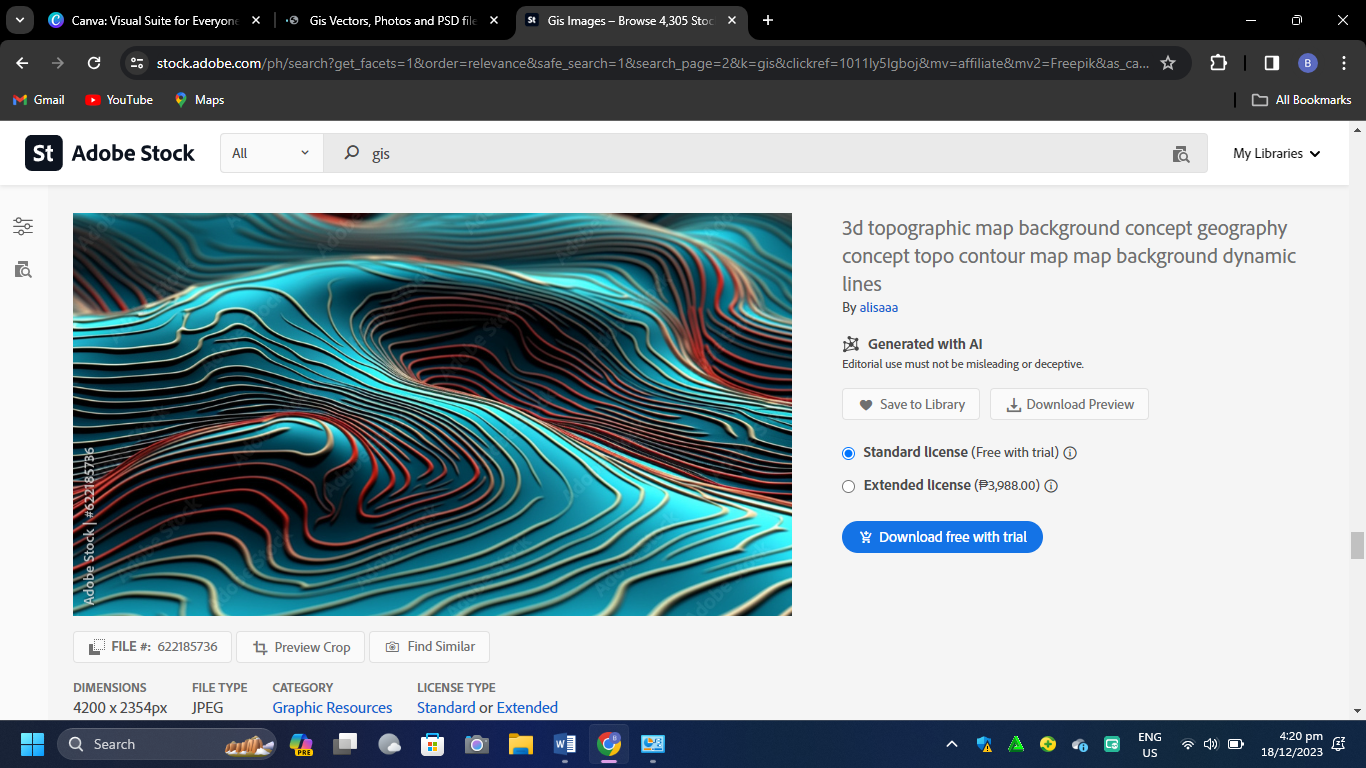 Canva: Visual Suite for Everyone
Gis Vectors, Photos and PSD file
St Gis Images – Browse 4,305 Stoc
stock.adobe.com/ph/search?get_facets=1&order=relevance&safe_search=1&search_page=2&k=gis&clickref=1011ly5lgboj&mv=affiliate&mv2=Freepik&as_ca...
B
Gmail
YouTube
Maps
All Bookmarks
St Adobe Stock
All
gis
My Libraries
3d topographic map background concept geography
concept topo contour map map background dynamic
lines
By alisaaa
Generated with AI
Editorial use must not be misleading or deceptive.
Save to Library
Download Preview
Standard license (Free with trial)
Extended license (₱3,988.00)
Download free with trial
Adobe Stock | #622185736
FILE #: 622185736
Preview Crop
Find Similar
DIMENSIONS
4200 x 2354px
FILE TYPE
JPEG
CATEGORY
Graphic Resources
LICENSE TYPE
Standard or Extended
Search
PRE
ENG
US
4:20 pm
18/12/2023